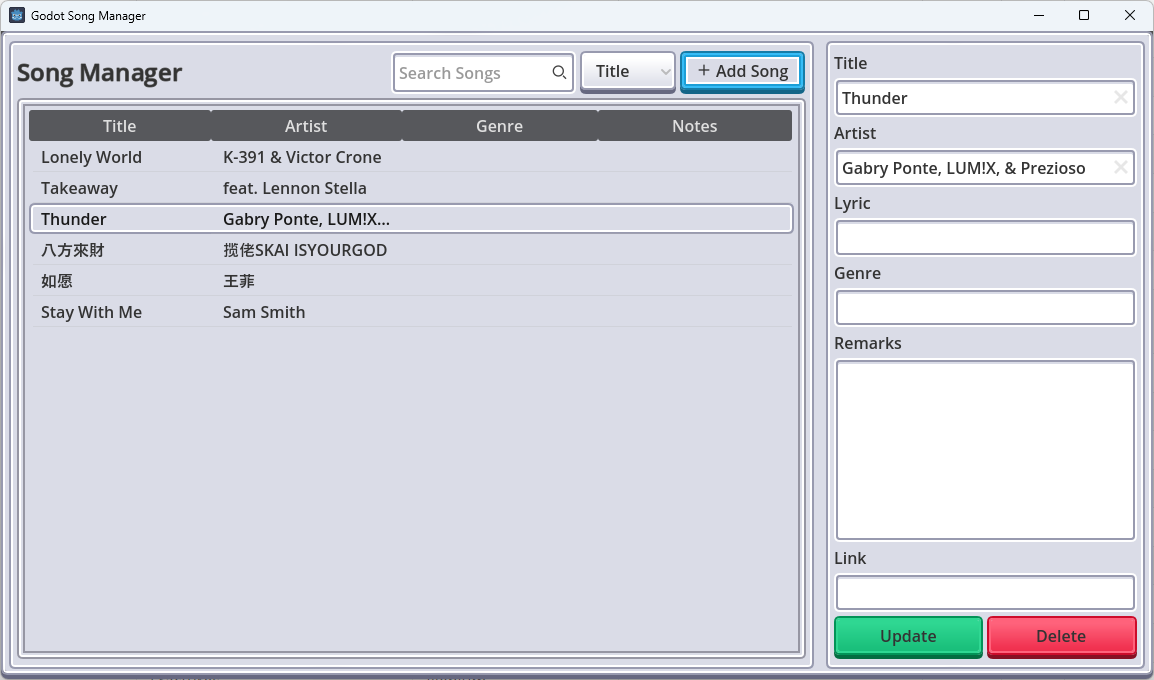 Godot Song Manager
Song Manager
Search Songs
Title
+ Add Song
Title Artist Genre Notes
Lonely World K-391 & Victor Crone
Takeaway feat. Lennon Stella
Thunder Gabry Ponte, LUM!X...
八方來財 揽佬SKAI ISYOURGOD
如愿 王菲
Stay With Me Sam Smith
Title
Thunder
Artist
Gabry Ponte, LUM!X, & Prezioso
Lyric
Genre
Remarks
Link
Update
Delete